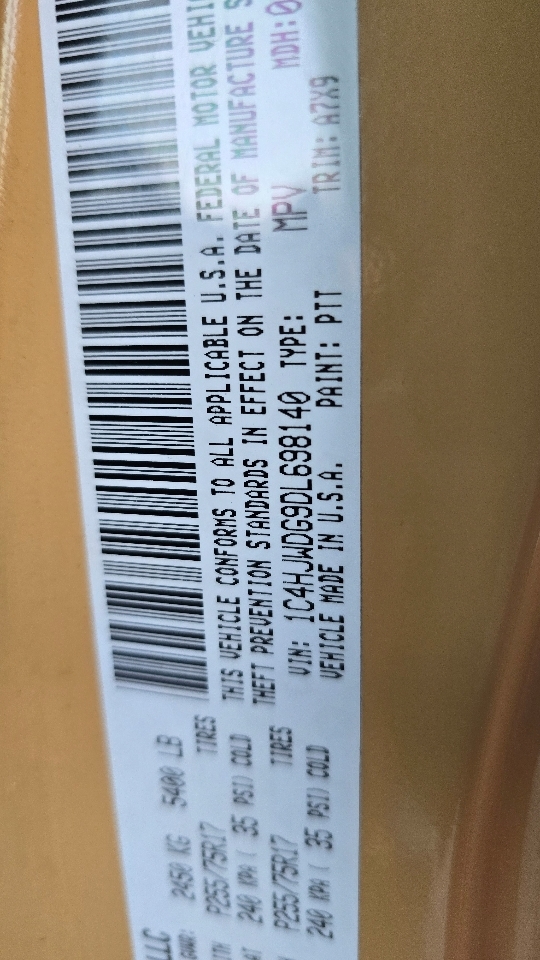 LLC
2450 KG 5400 LB
P255/75R17 TIRES
240 KPA ( 35 PSI) COLD
P255/75R17 TIRES
240 KPA ( 35 PSI) COLD
THIS VEHICLE CONFORMS TO ALL APPLICABLE U.S.A. FEDERAL MOTOR VEHI
THEFT PREVENTION STANDARDS IN EFFECT ON THE DATE OF MANUFACTURE S
VIN: 1C4HJWDG9DL698140 TYPE: MPV MDH:0
VEHICLE MADE IN U.S.A. PAINT: PTT TRIM: A7X9